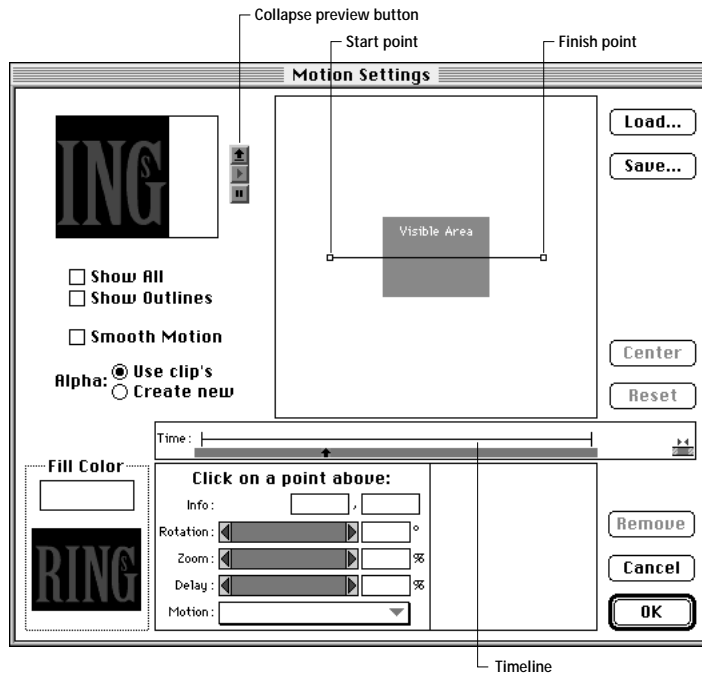 Collapse preview button
Start point
Finish point
Motion Settings
INGs
Load...
Save...
Visible Area
Show All
Show Outlines
Smooth Motion
Alpha:
Use clip's
Create new
Center
Reset
Time:
Fill Color
Click on a point above:
Info: ,
Rotation: °
Zoom: %
Delay: %
Motion:
RINGs
Remove
Cancel
OK
Timeline